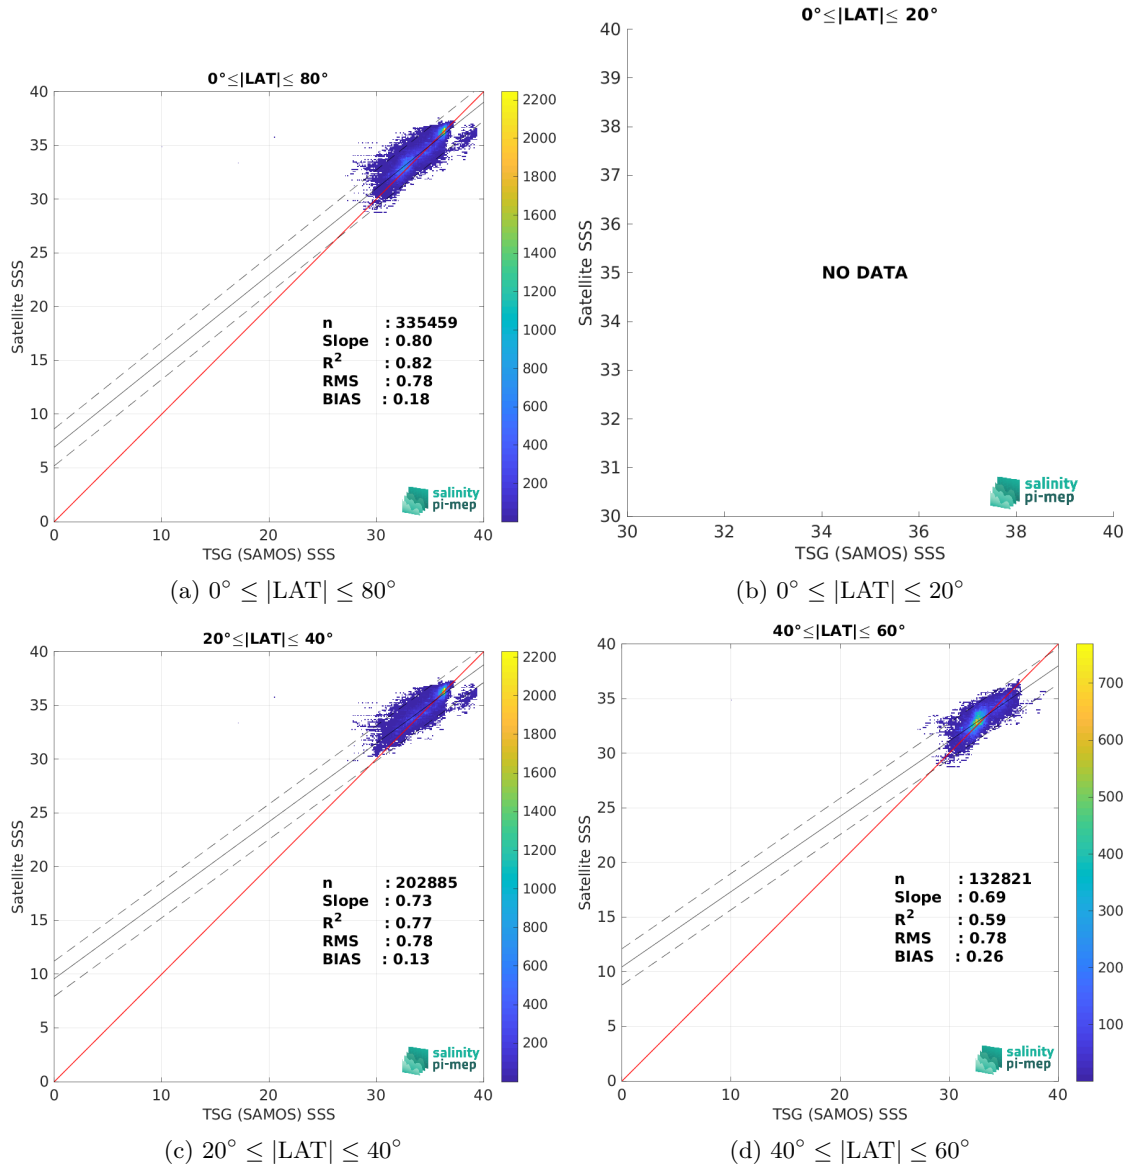 0°≤|LAT|≤ 80°
40
35
30
25
20
15
10
5
0
Satellite SSS
n : 335459
Slope : 0.80
R² : 0.82
RMS : 0.78
BIAS : 0.18
salinity
pi-mep
0 10 20 30 40
TSG (SAMOS) SSS
2200
2000
1800
1600
1400
1200
1000
800
600
400
200
(a) 0° ≤ |LAT| ≤ 80°
0°≤|LAT|≤ 20°
40
39
38
37
36
35
34
33
32
31
30
Satellite SSS
NO DATA
salinity
pi-mep
30 32 34 36 38 40
TSG (SAMOS) SSS
(b) 0° ≤ |LAT| ≤ 20°
20°≤|LAT|≤ 40°
40
35
30
25
20
15
10
5
0
Satellite SSS
n : 202885
Slope : 0.73
R² : 0.77
RMS : 0.78
BIAS : 0.13
salinity
pi-mep
0 10 20 30 40
TSG (SAMOS) SSS
2200
2000
1800
1600
1400
1200
1000
800
600
400
200
(c) 20° ≤ |LAT| ≤ 40°
40°≤|LAT|≤ 60°
40
35
30
25
20
15
10
5
0
Satellite SSS
n : 132821
Slope : 0.69
R² : 0.59
RMS : 0.78
BIAS : 0.26
salinity
pi-mep
0 10 20 30 40
TSG (SAMOS) SSS
700
600
500
400
300
200
100
(d) 40° ≤ |LAT| ≤ 60°